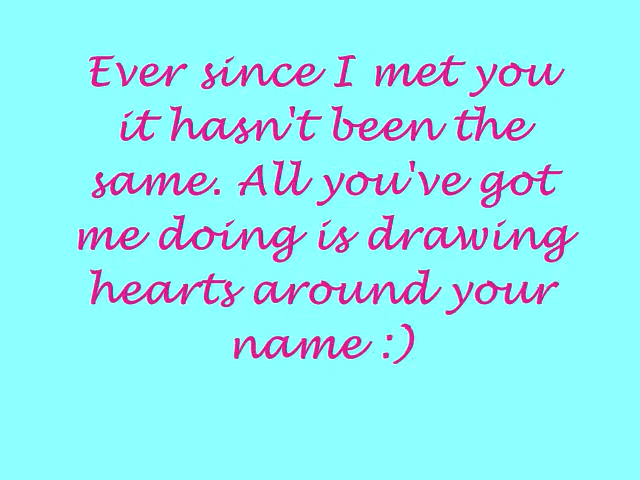 Ever since I met you
it hasn't been the
same. All you've got
me doing is drawing
hearts around your
name :)